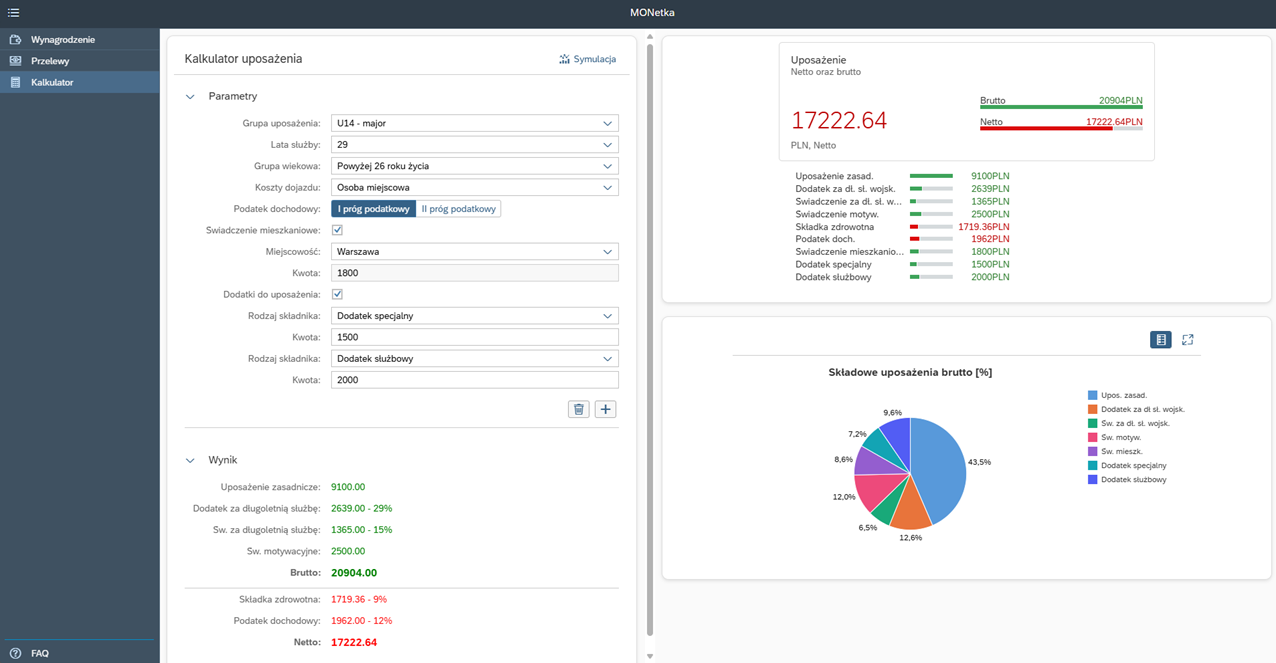 MONetka
Wynagrodzenie
Przelewy
Kalkulator
FAQ
Kalkulator uposażenia
Symulacja
Parametry
Grupa uposażenia: U14 - major
Lata służby: 29
Grupa wiekowa: Powyżej 26 roku życia
Koszty dojazdu: Osoba miejscowa
Podatek dochodowy: I próg podatkowy II próg podatkowy
Swiadczenie mieszkaniowe:
Miejscowość: Warszawa
Kwota: 1800
Dodatki do uposażenia:
Rodzaj składnika: Dodatek specjalny
Kwota: 1500
Rodzaj składnika: Dodatek służbowy
Kwota: 2000
Wynik
Uposażenie zasadnicze: 9100.00
Dodatek za długoletnią służbę: 2639.00 - 29%
Sw. za długoletnią służbę: 1365.00 - 15%
Sw. motywacyjne: 2500.00
Brutto: 20904.00
Składka zdrowotna: 1719.36 - 9%
Podatek dochodowy: 1962.00 - 12%
Netto: 17222.64
Uposażenie
Netto oraz brutto
17222.64
PLN, Netto
Brutto 20904PLN
Netto 17222.64PLN
Uposażenie zasad. 9100PLN
Dodatek za dł. sł. wojsk. 2639PLN
Swiadczenie za dł. sł. w... 1365PLN
Swiadczenie motyw. 2500PLN
Składka zdrowotna 1719.36PLN
Podatek doch. 1962PLN
Swiadczenie mieszkanio... 1800PLN
Dodatek specjalny 1500PLN
Dodatek służbowy 2000PLN
Składowe uposażenia brutto [%]
9,6%
7,2%
8,6%
12,0%
6,5%
12,6%
43,5%
Upos. zasad.
Dodatek za dł sł. wojsk.
Sw. za dł. sł. wojsk.
Sw. motyw.
Sw. mieszk.
Dodatek specjalny
Dodatek służbowy